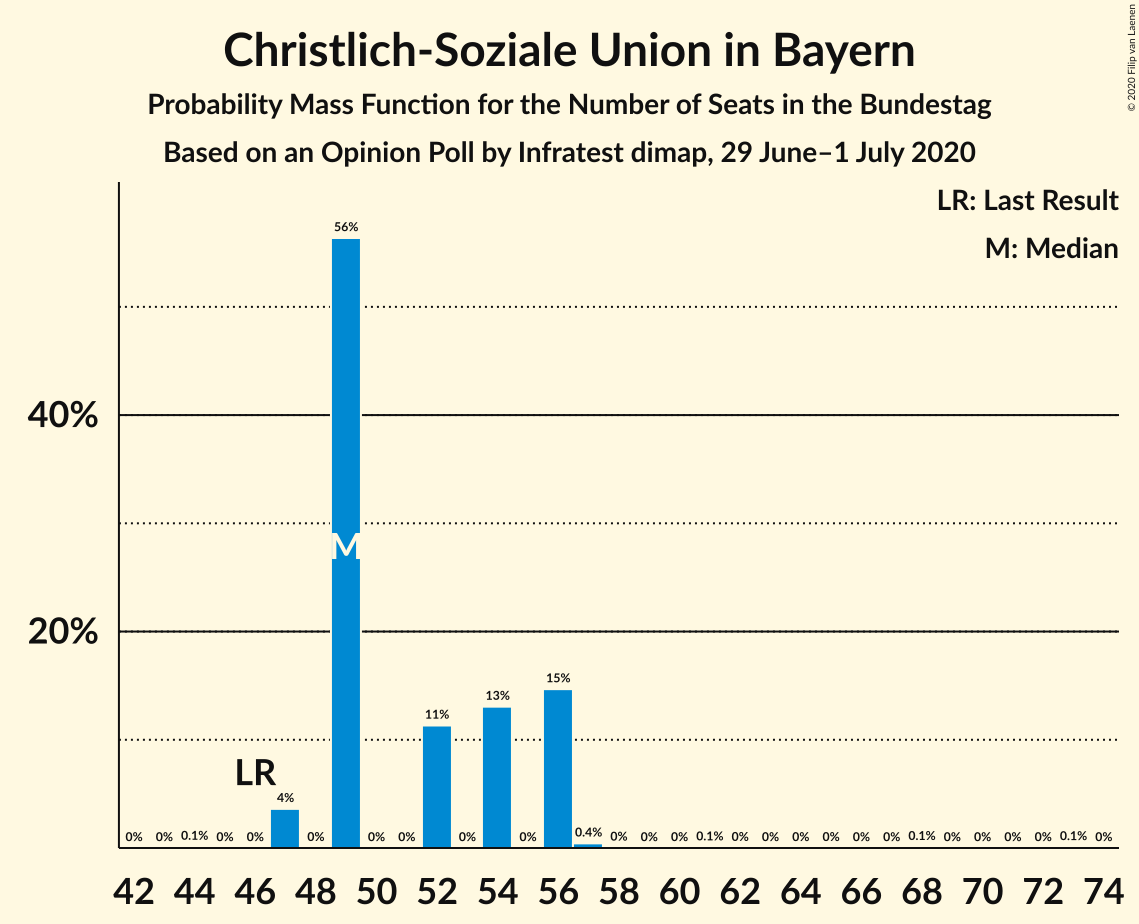 © 2020 Filip van Laenen
Christlich-Soziale Union in Bayern
Probability Mass Function for the Number of Seats in the Bundestag
Based on an Opinion Poll by Infratest dimap, 29 June–1 July 2020
LR: Last Result
M: Median
56%
40%
M
20%
15%
13%
11%
LR
4%
0% 0% 0.1% 0% 0% 0% 0% 0% 0% 0% 0.4% 0% 0% 0% 0.1% 0% 0% 0% 0% 0% 0% 0.1% 0% 0% 0% 0% 0.1% 0%
42 44 46 48 50 52 54 56 58 60 62 64 66 68 70 72 74